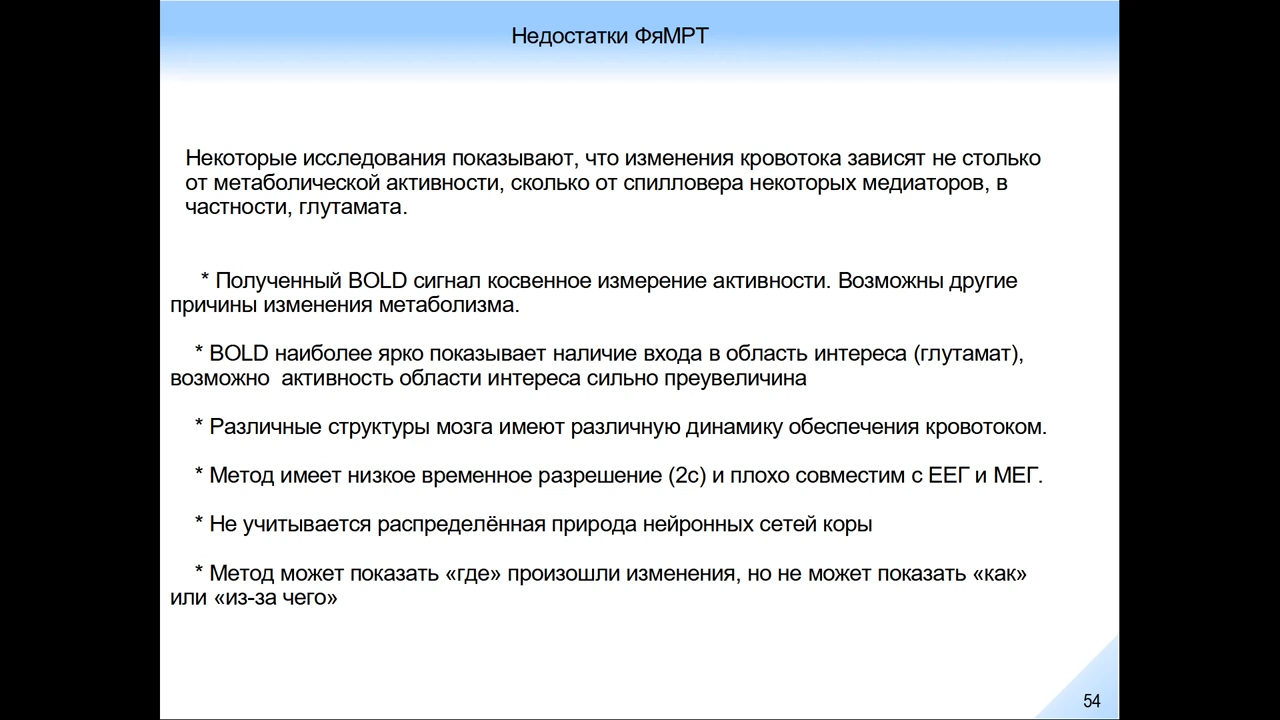 Недостатки ФяМРТ
Некоторые исследования показывают, что изменения кровотока зависят не столько
от метаболической активности, сколько от спилловера некоторых медиаторов, в
частности, глутамата.
* Полученный BOLD сигнал косвенное измерение активности. Возможны другие
причины изменения метаболизма.
* BOLD наиболее ярко показывает наличие входа в область интереса (глутамат),
возможно  активность области интереса сильно преувеличина
* Различные структуры мозга имеют различную динамику обеспечения кровотоком.
* Метод имеет низкое временное разрешение (2с) и плохо совместим с ЕЕГ и МЕГ.
* Не учитывается распределённая природа нейронных сетей коры
* Метод может показать «где» произошли изменения, но не может показать «как»
или «из-за чего»
54